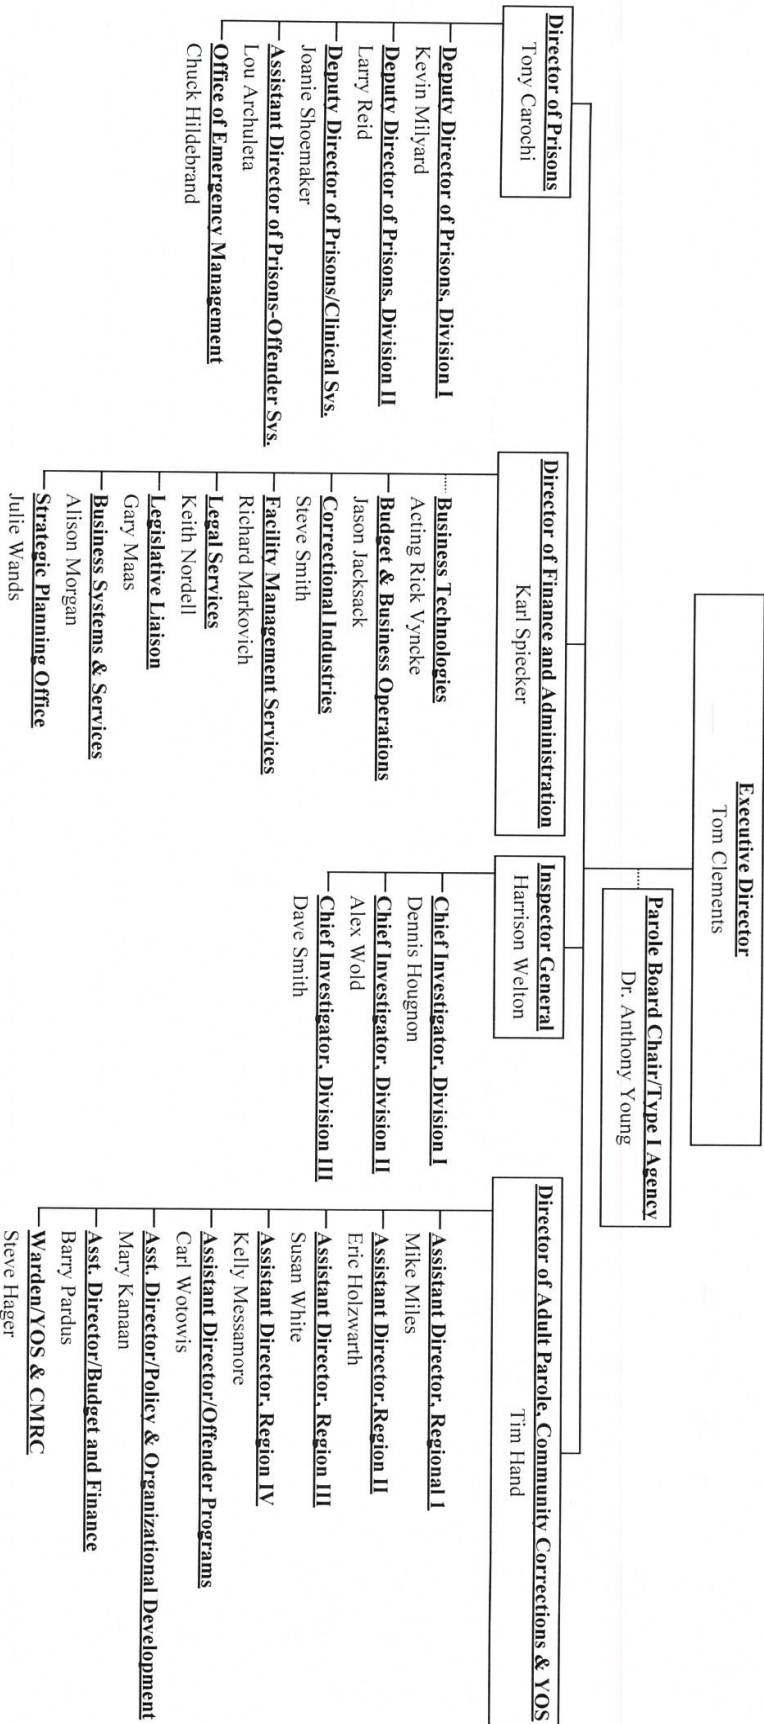 Executive Director
Tom Clements
Parole Board Chair/Type I Agency
Dr. Anthony Young
Director of Prisons
Tony Carochi
Deputy Director of Prisons, Division I
Kevin Milyard
Deputy Director of Prisons, Division II
Larry Reid
Deputy Director of Prisons/Clinical Svs.
Joanie Shoemaker
Assistant Director of Prisons-Offender Svs.
Lou Archuleta
Office of Emergency Management
Chuck Hildebrand
Director of Finance and Administration
Karl Spiecker
Business Technologies
Acting Rick Vyncke
Budget & Business Operations
Jason Jacksack
Correctional Industries
Steve Smith
Facility Management Services
Richard Markovich
Legal Services
Keith Nordell
Legislative Liaison
Gary Maas
Business Systems & Services
Alison Morgan
Strategic Planning Office
Julie Wands
Inspector General
Harrison Welton
Chief Investigator, Division I
Dennis Hougnon
Chief Investigator, Division II
Alex Wold
Chief Investigator, Division III
Dave Smith
Director of Adult Parole, Community Corrections & YOS
Tim Hand
Assistant Director, Regional 1
Mike Miles
Assistant Director,Region II
Eric Holzwarth
Assistant Director, Region III
Susan White
Assistant Director, Region IV
Kelly Messamore
Assistant Director/Offender Programs
Carl Wotowis
Asst. Director/Policy & Organizational Development
Mary Kanaan
Asst. Director/Budget and Finance
Barry Pardus
Warden/YOS & CMRC
Steve Hager